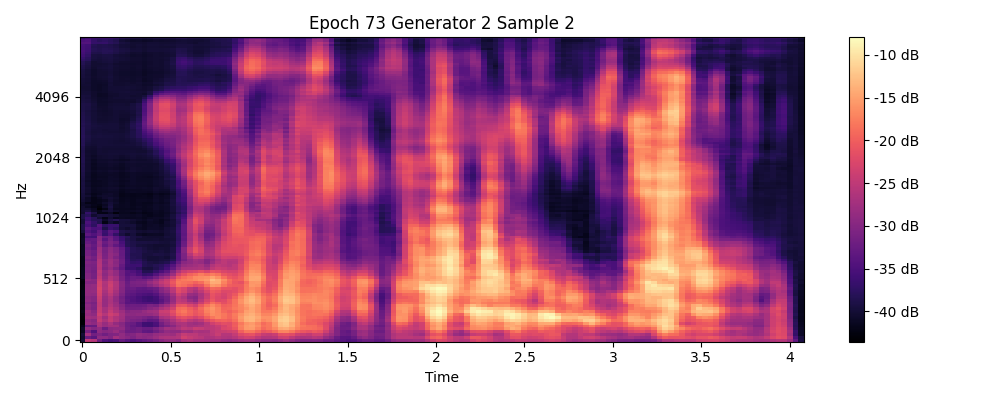 Epoch 73 Generator 2 Sample 2
Hz
4096
2048
1024
512
0
0 0.5 1 1.5 2 2.5 3 3.5 4
Time
-10 dB
-15 dB
-20 dB
-25 dB
-30 dB
-35 dB
-40 dB